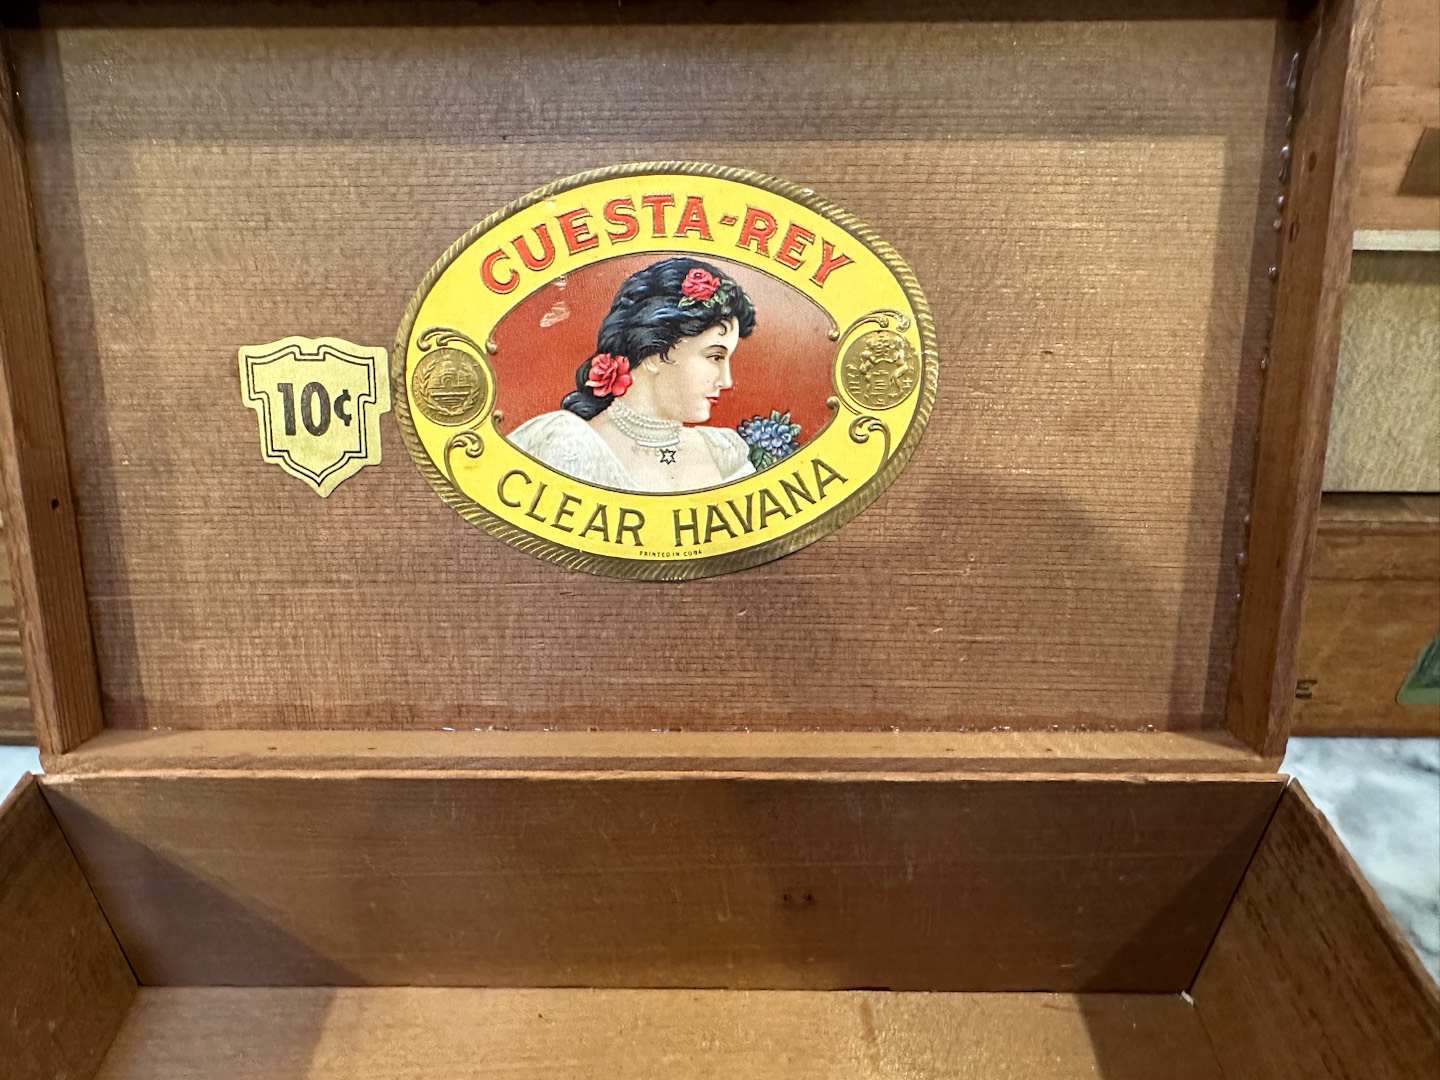 CUESTA-REY
10¢
CLEAR HAVANA
PRINTED IN CUBA
E